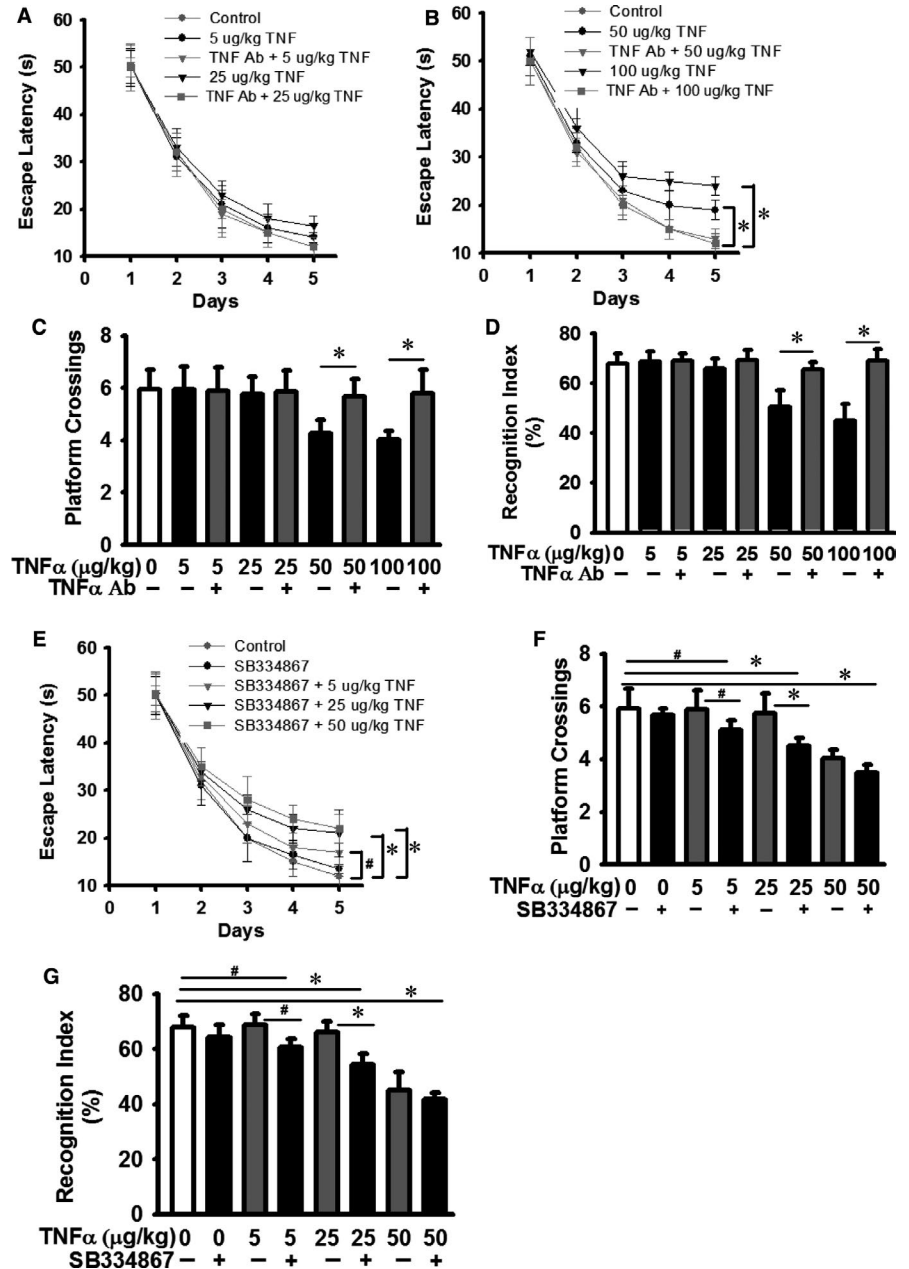 A
60
50
40
30
20
10
Escape Latency (s)
Control
5 ug/kg TNF
TNF Ab + 5 ug/kg TNF
25 ug/kg TNF
TNF Ab + 25 ug/kg TNF
0 1 2 3 4 5
Days
B
60
50
40
30
20
10
Escape Latency (s)
Control
50 ug/kg TNF
TNF Ab + 50 ug/kg TNF
100 ug/kg TNF
TNF Ab + 100 ug/kg TNF
* *
0 1 2 3 4 5
Days
C
8
6
4
2
0
Platform Crossings
* *
TNFα (μg/kg) 0 5 5 25 25 50 50 100 100
TNFα Ab − − + − + − + − +
D
80
60
40
20
0
Recognition Index
(%)
* *
TNFα (μg/kg) 0 5 5 25 25 50 50 100 100
TNFα Ab − − + − + − + − +
E
60
50
40
30
20
10
Escape Latency (s)
Control
SB334867
SB334867 + 5 ug/kg TNF
SB334867 + 25 ug/kg TNF
SB334867 + 50 ug/kg TNF
# * *
0 1 2 3 4 5
Days
F
8
6
4
2
0
Platform Crossings
#
*
*
# *
TNFα (μg/kg) 0 0 5 5 25 25 50 50
SB334867 − + − + − + − +
G
80
60
40
20
0
Recognition Index
(%)
#
*
*
# *
TNFα (μg/kg) 0 0 5 5 25 25 50 50
SB334867 − + − + − + − +